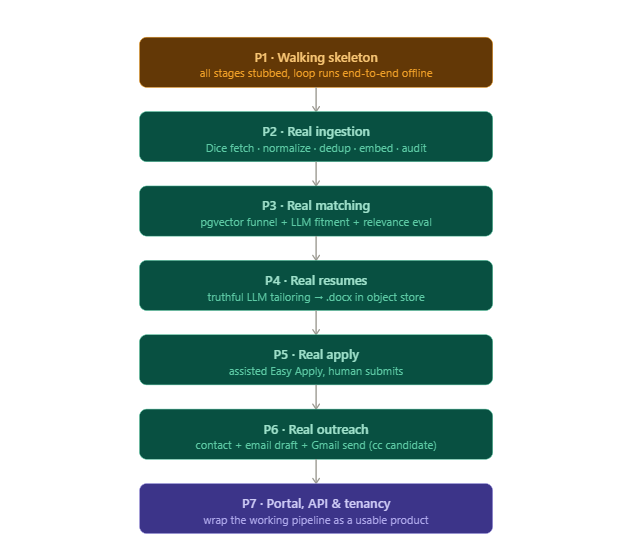 P1 · Walking skeleton
all stages stubbed, loop runs end-to-end offline
P2 · Real ingestion
Dice fetch · normalize · dedup · embed · audit
P3 · Real matching
pgvector funnel + LLM fitment + relevance eval
P4 · Real resumes
truthful LLM tailoring → .docx in object store
P5 · Real apply
assisted Easy Apply, human submits
P6 · Real outreach
contact + email draft + Gmail send (cc candidate)
P7 · Portal, API & tenancy
wrap the working pipeline as a usable product